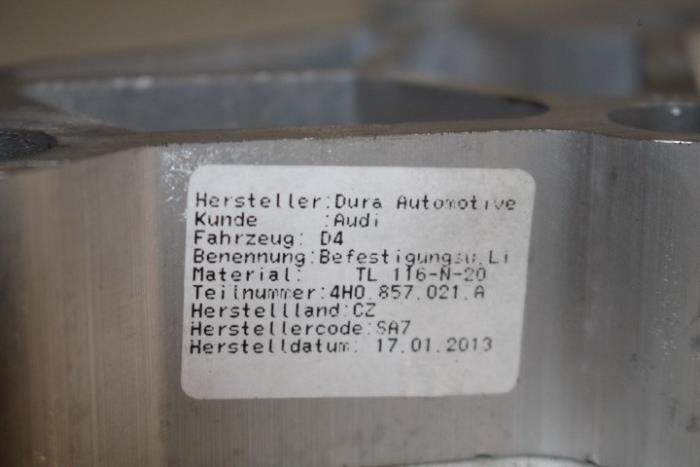 Hersteller:Dura Automotive
Kunde :Audi
Fahrzeug: D4
Benennung:Befestigungsu.Li
Material: TL 116-N-20
Teilnummer:4H0.857.021.A
Herstellland:CZ
Herstellercode:SA7
Herstelldatum: 17.01.2013